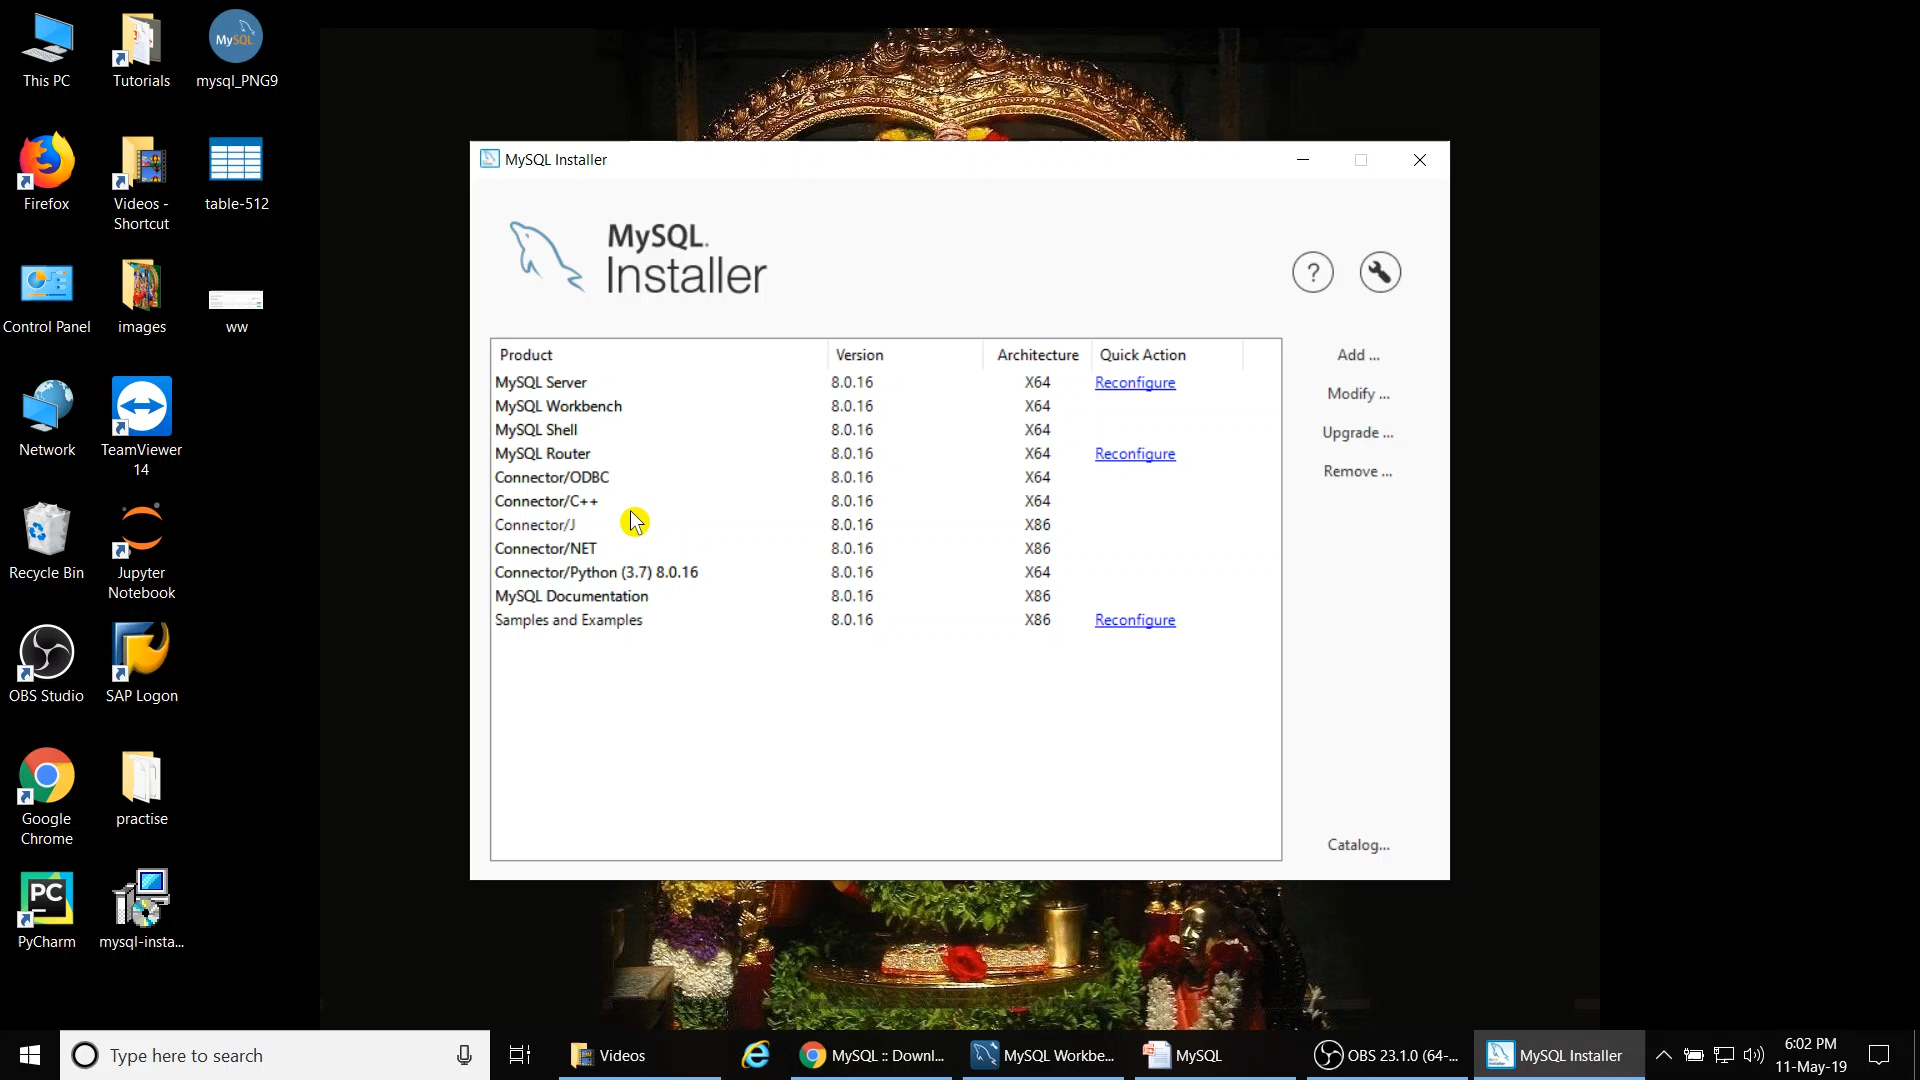 This PC
Tutorials
mysql_PNG9
Firefox
Videos -
Shortcut
table-512
Control Panel
images
ww
Network
TeamViewer
14
Recycle Bin
Jupyter
Notebook
OBS Studio
SAP Logon
Google
Chrome
practise
PyCharm
mysql-insta...
MySQL
PC
MySQL Installer
MySQL.
Installer
?
Product Version Architecture Quick Action
MySQL Server 8.0.16 X64 Reconfigure
MySQL Workbench 8.0.16 X64
MySQL Shell 8.0.16 X64
MySQL Router 8.0.16 X64 Reconfigure
Connector/ODBC 8.0.16 X64
Connector/C++ 8.0.16 X64
Connector/J 8.0.16 X86
Connector/NET 8.0.16 X86
Connector/Python (3.7) 8.0.16 8.0.16 X64
MySQL Documentation 8.0.16 X86
Samples and Examples 8.0.16 X86 Reconfigure
Add ...
Modify ...
Upgrade ...
Remove ...
Catalog...
Type here to search
Videos
MySQL :: Downl...
MySQL Workbe...
MySQL
OBS 23.1.0 (64-...
MySQL Installer
6:02 PM
11-May-19